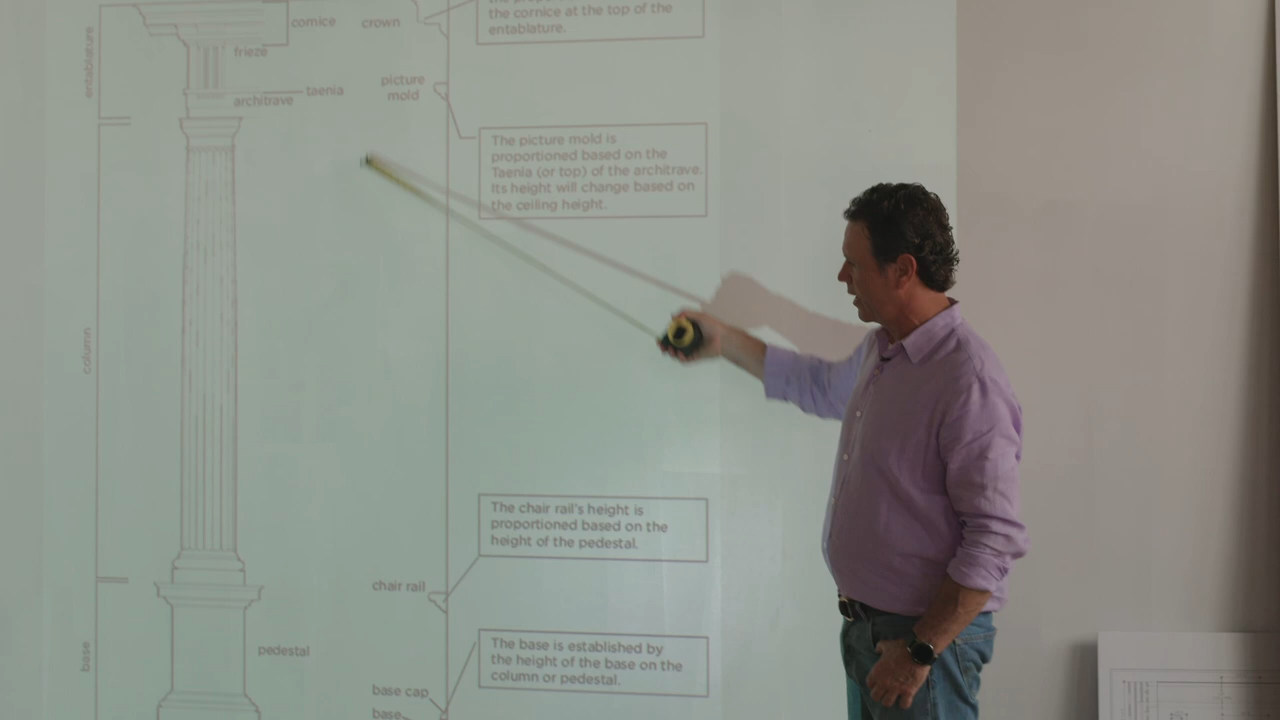 the cornice at the top of the
entablature.
cornice
crown
frieze
taenia
architrave
picture
mold
entablature
The picture mold is
proportioned based on the
Taenia (or top) of the architrave.
Its height will change based on
the ceiling height.
column
The chair rail's height is
proportioned based on the
height of the pedestal.
chair rail
pedestal
base
The base is established by
the height of the base on the
column or pedestal.
base cap
base